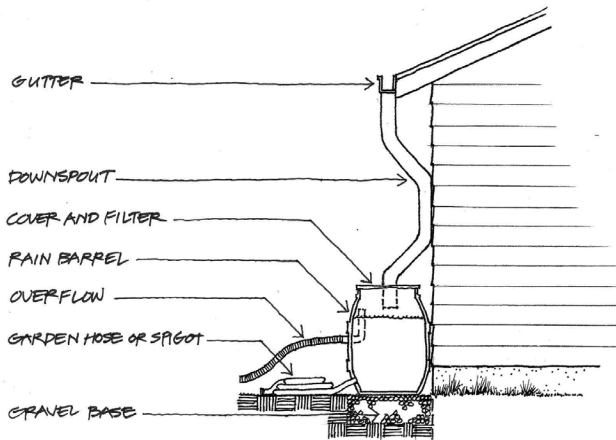 GUTTER
DOWNSPOUT
COVER AND FILTER
RAIN BARREL
OVERFLOW
GARDEN HOSE OR SPIGOT
GRAVEL BASE